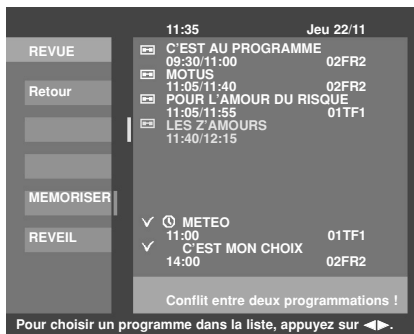 11:35 Jeu 22/11
REVUE
C'EST AU PROGRAMME
09:30/11:00 02FR2
MOTUS
Retour
11:05/11:40 02FR2
POUR L'AMOUR DU RISQUE
11:05/11:55 01TF1
LES Z'AMOURS
11:40/12:15
MEMORISER
METEO
11:00 01TF1
REVEIL
C'EST MON CHOIX
14:00 02FR2
Conflit entre deux programmations !
Pour choisir un programme dans la liste, appuyez sur ◀▶.